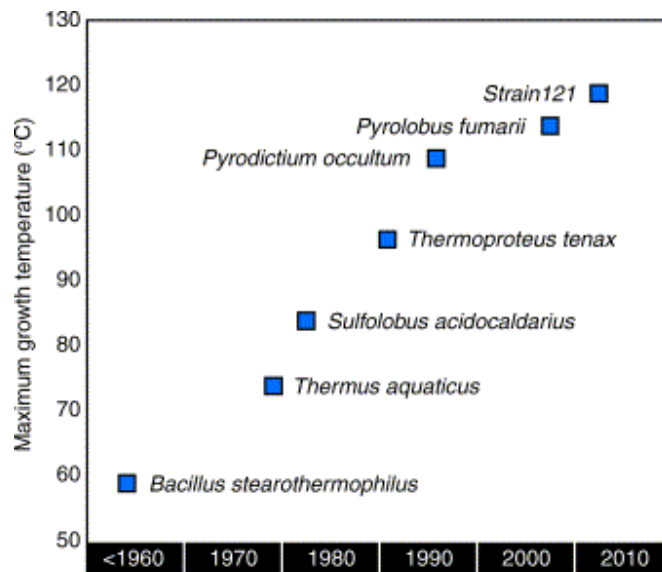 130
120
110
100
90
80
70
60
50
Maximum growth temperature (°C)
Strain121
Pyrolobus fumarii
Pyrodictium occultum
Thermoproteus tenax
Sulfolobus acidocaldarius
Thermus aquaticus
Bacillus stearothermophilus
<1960 1970 1980 1990 2000 2010